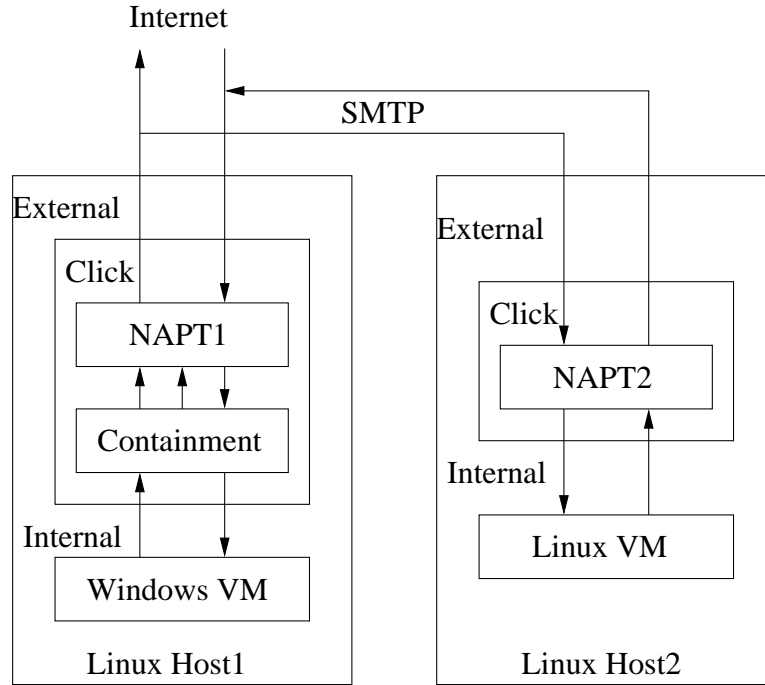 Internet
SMTP
External
Click
NAPT1
Containment
Internal
Windows VM
Linux Host1
External
Click
NAPT2
Internal
Linux VM
Linux Host2